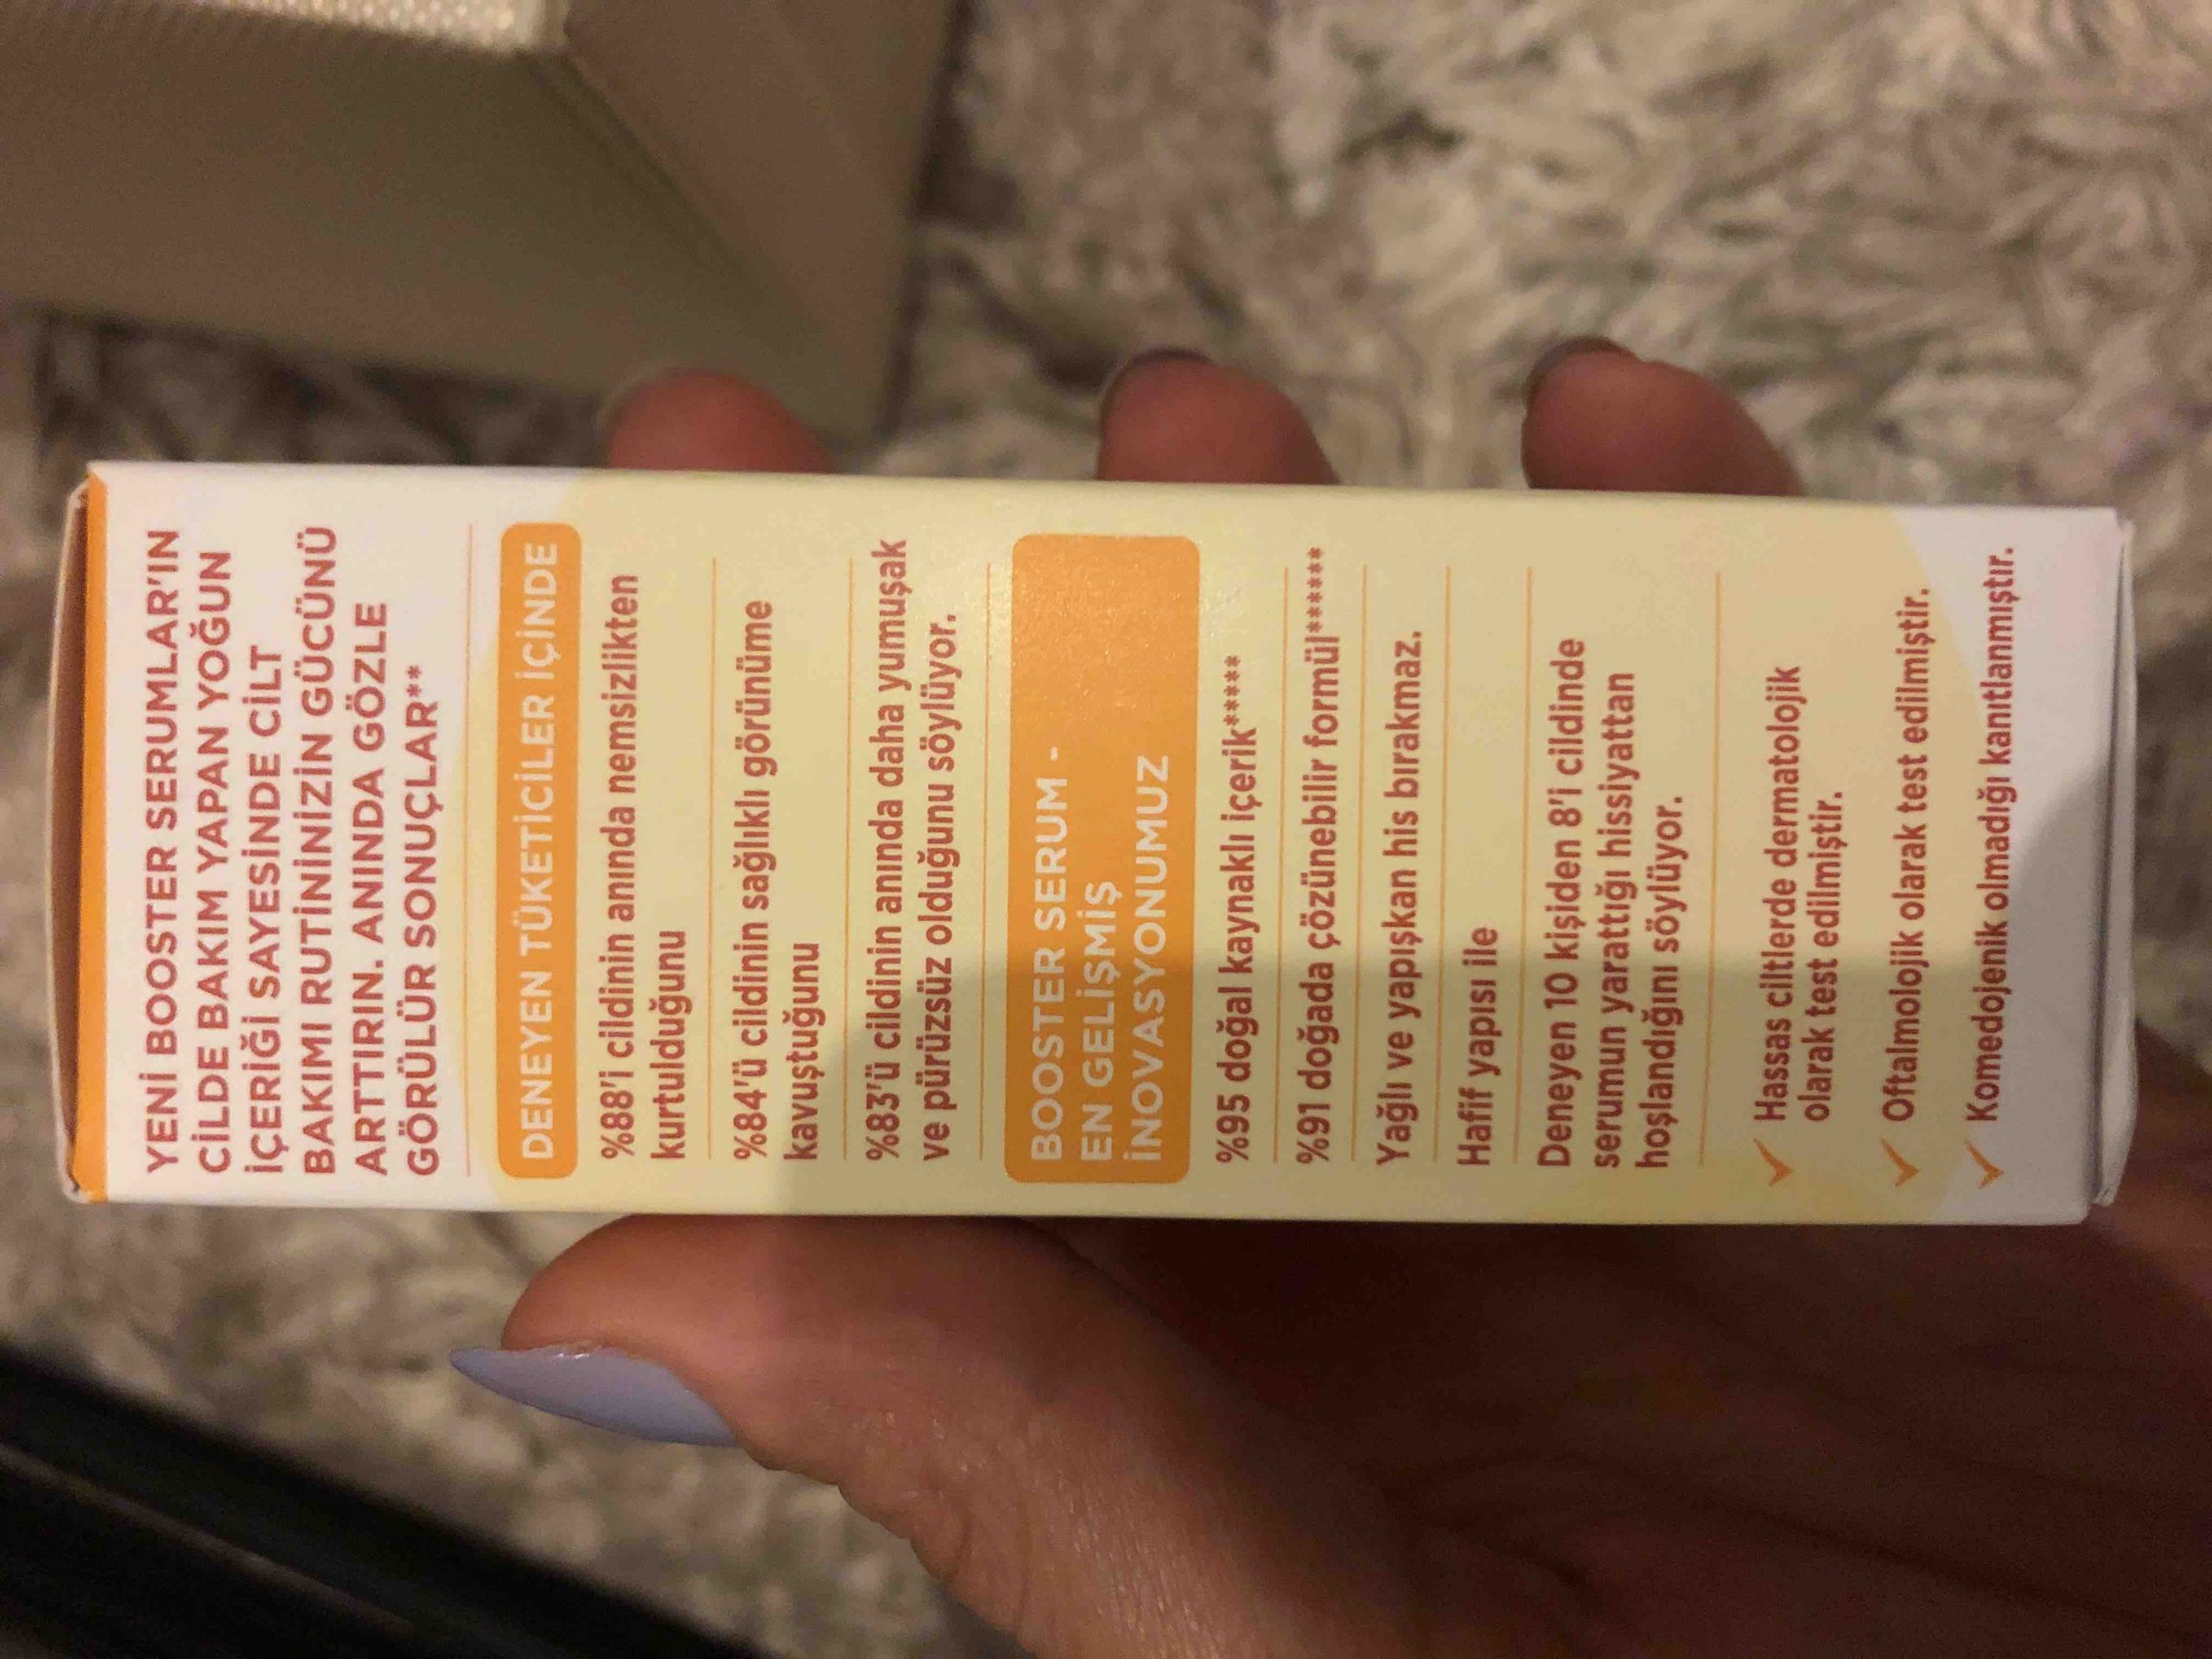 YENİ BOOSTER SERUMLAR'IN
CİLDE BAKIM YAPAN YOĞUN
İÇERİĞİ SAYESİNDE CİLT
BAKIMI RUTİNİNİZİN GÜCÜNÜ
ARTTIRIN. ANINDA GÖZLE
GÖRÜLÜR SONUÇLAR**
DENEYEN TÜKETİCİLER İÇİNDE
%88'i cildinin anında nemsizlikten
kurtulduğunu
%84'ü cildinin sağlıklı görünüme
kavuştuğunu
%83'ü cildinin anında daha yumuşak
ve pürüzsüz olduğunu söylüyor.
BOOSTER SERUM -
EN GELİŞMİŞ
İNOVASYONUMUZ
%95 doğal kaynaklı içerik*****
%91 doğada çözünebilir formül******
Yağlı ve yapışkan his bırakmaz.
Hafif yapısı ile
Deneyen 10 kişiden 8'i cildinde
serumun yarattığı hissiyattan
hoşlandığını söylüyor.
✓ Hassas ciltlerde dermatolojik
olarak test edilmiştir.
✓ Oftalmolojik olarak test edilmiştir.
✓ Komedojenik olmadığı kanıtlanmıştır.